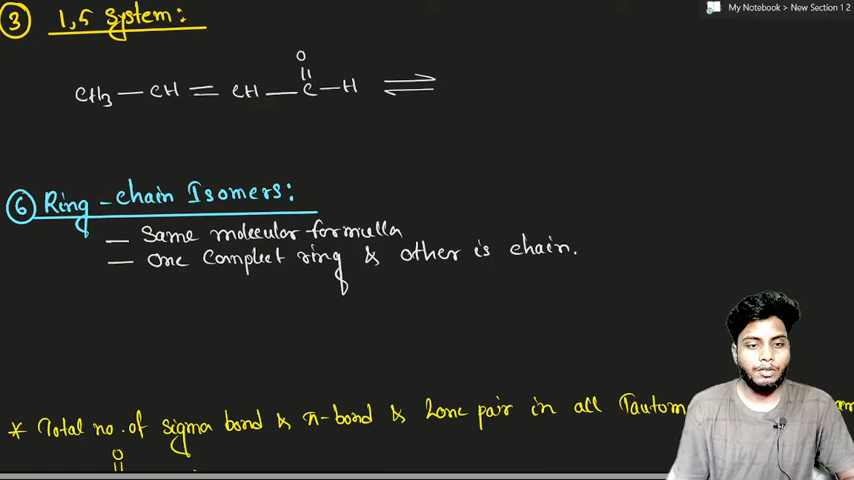 My Notebook > New Section 1 2
③ 1,5 System:
O
CH3 — CH = CH — C — H ⇌
⑥ Ring-chain Isomers:
— Same molecular formulla
— One compleet ring & other is chain.
* Total no. of sigma bond & π-bond & Lone pair in all Tautom
O